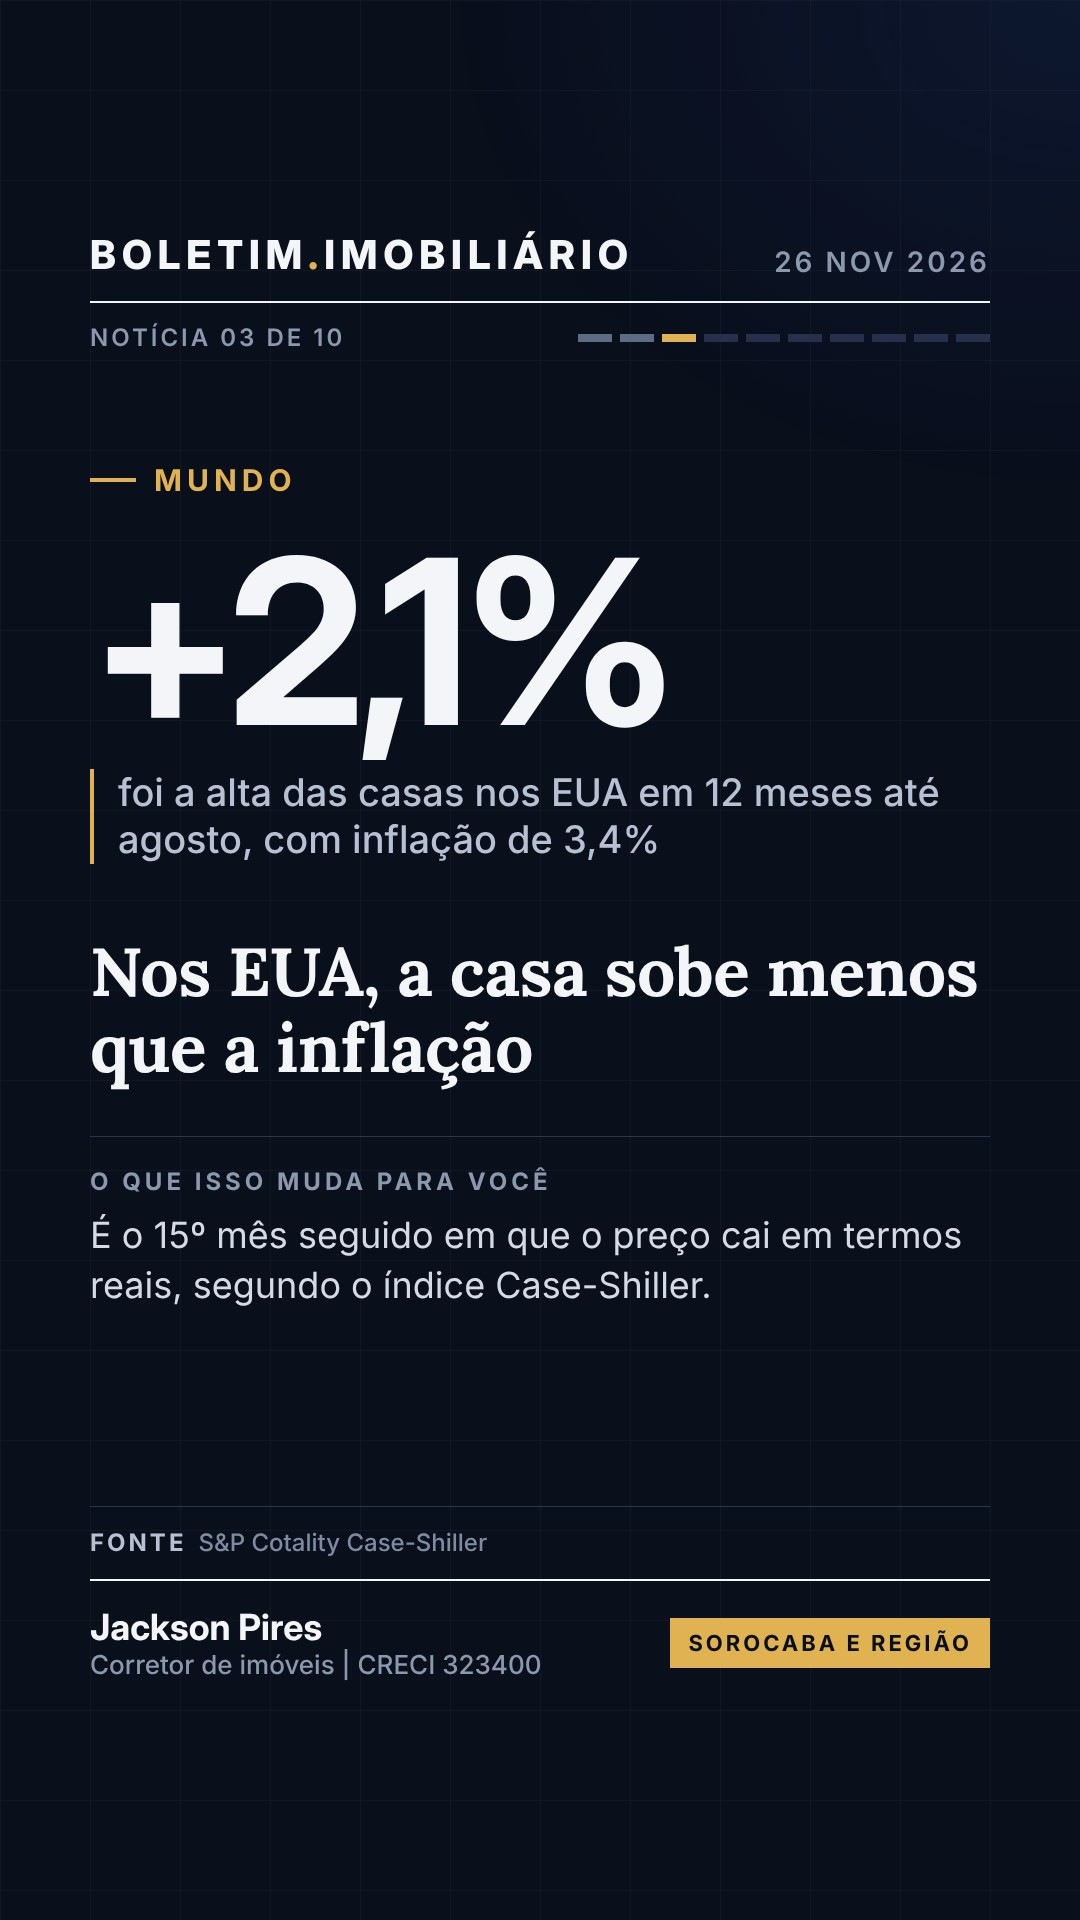 BOLETIM.IMOBILIÁRIO
26 NOV 2026
NOTÍCIA 03 DE 10
MUNDO
+2,1%
foi a alta das casas nos EUA em 12 meses até
agosto, com inflação de 3,4%
Nos EUA, a casa sobe menos
que a inflação
O QUE ISSO MUDA PARA VOCÊ
É o 15º mês seguido em que o preço cai em termos
reais, segundo o índice Case-Shiller.
FONTE S&P Cotality Case-Shiller
Jackson Pires
Corretor de imóveis | CRECI 323400
SOROCABA E REGIÃO